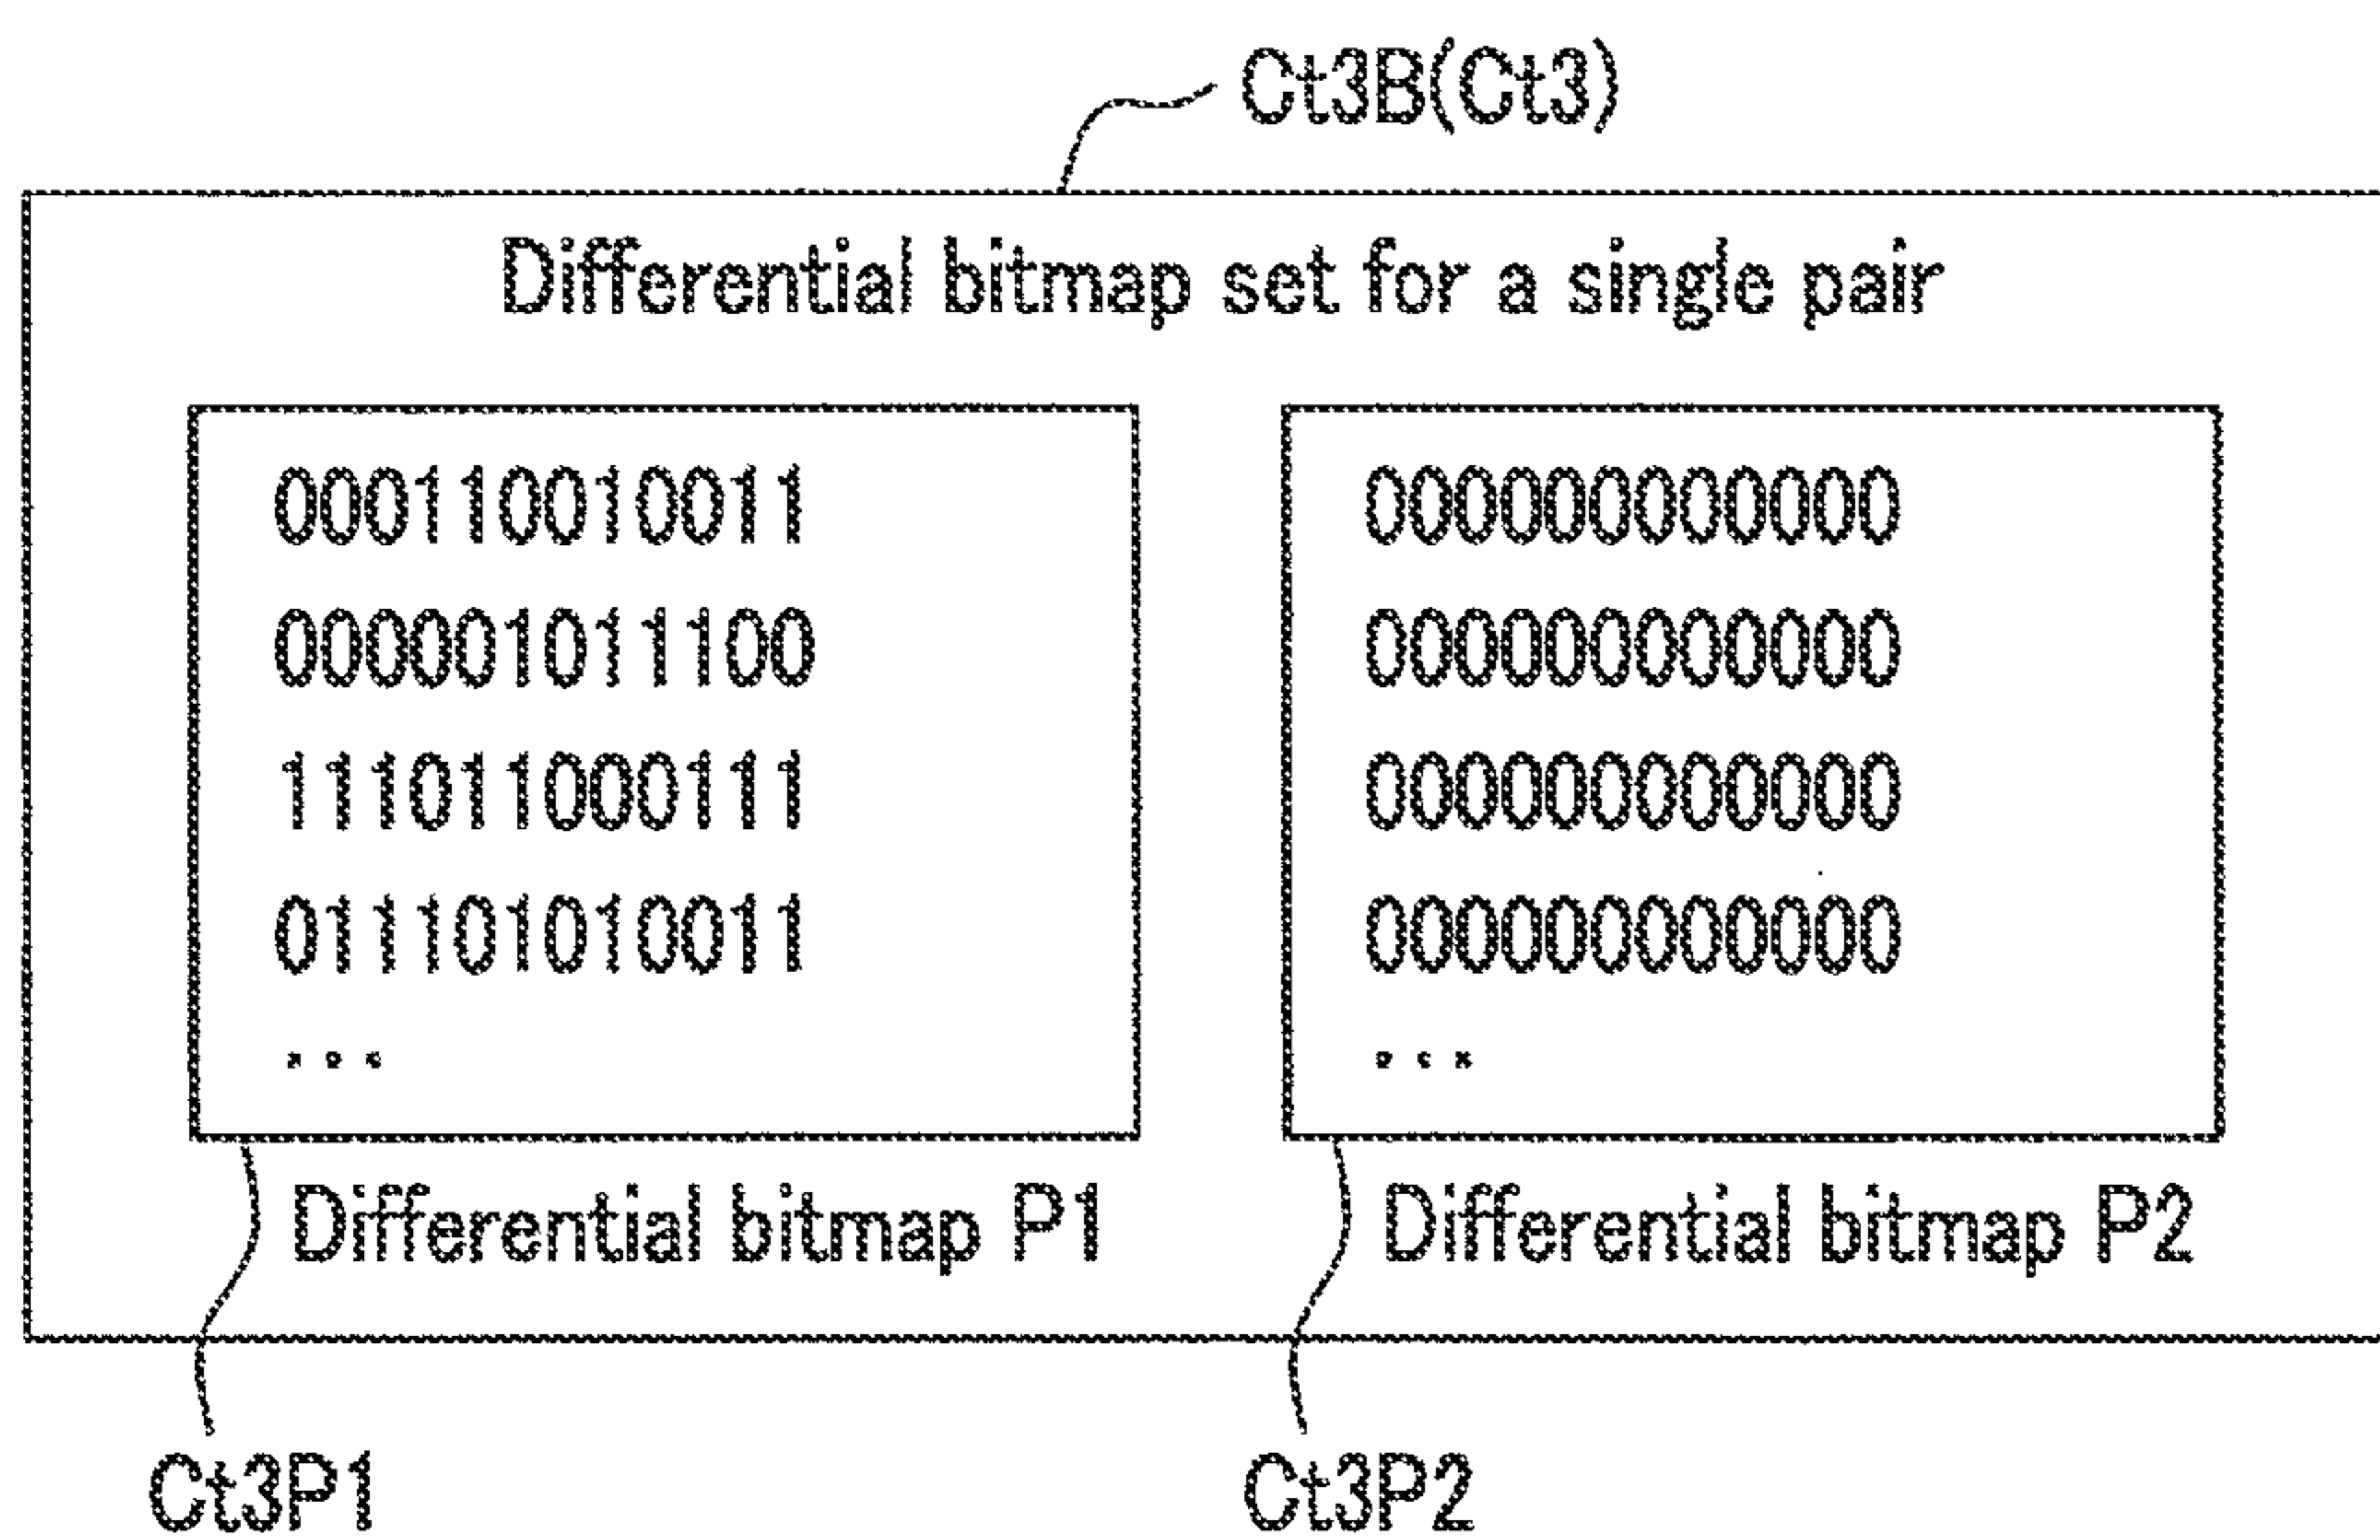 Ct3B(Ct3)
Differential bitmap set for a single pair
000110010011
000001011100
111011000111
011101010011
...
Differential bitmap P1
000000000000
000000000000
000000000000
000000000000
...
Differential bitmap P2
Ct3P1
Ct3P2